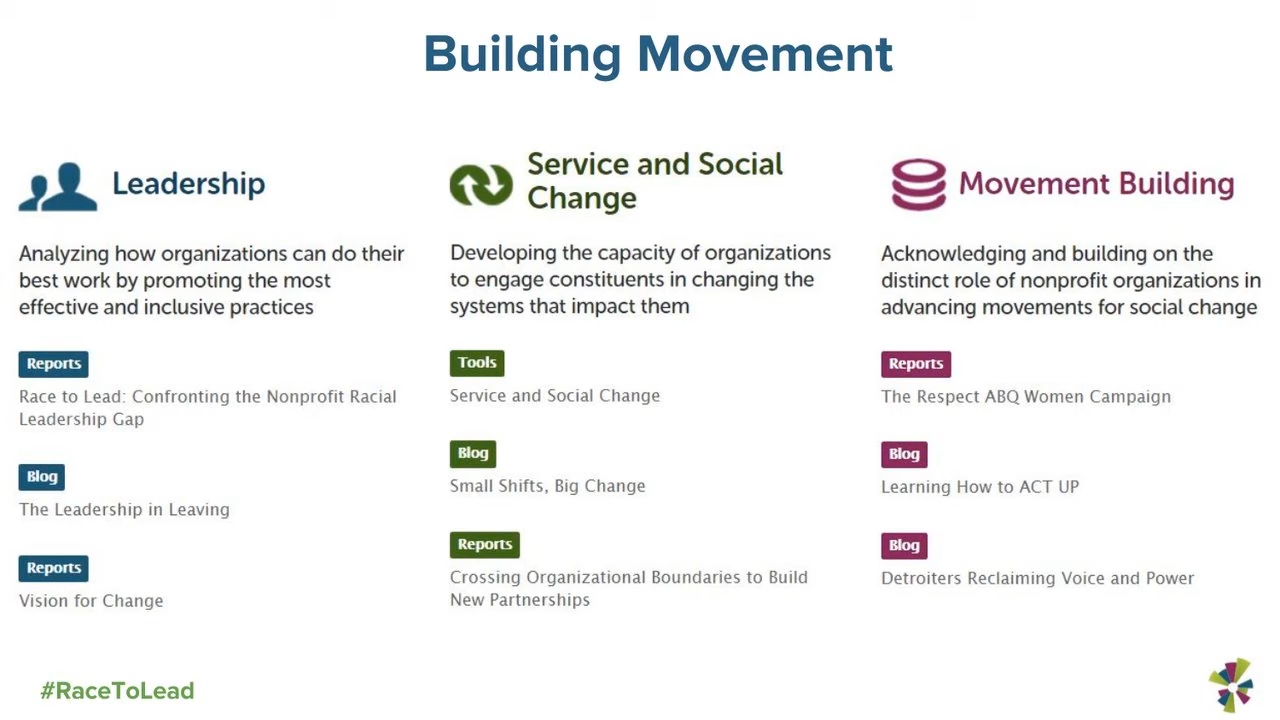 Building Movement
Leadership
Analyzing how organizations can do their
best work by promoting the most
effective and inclusive practices
Reports
Race to Lead: Confronting the Nonprofit Racial
Leadership Gap
Blog
The Leadership in Leaving
Reports
Vision for Change
Service and Social
Change
Developing the capacity of organizations
to engage constituents in changing the
systems that impact them
Tools
Service and Social Change
Blog
Small Shifts, Big Change
Reports
Crossing Organizational Boundaries to Build
New Partnerships
Movement Building
Acknowledging and building on the
distinct role of nonprofit organizations in
advancing movements for social change
Reports
The Respect ABQ Women Campaign
Blog
Learning How to ACT UP
Blog
Detroiters Reclaiming Voice and Power
#RaceToLead